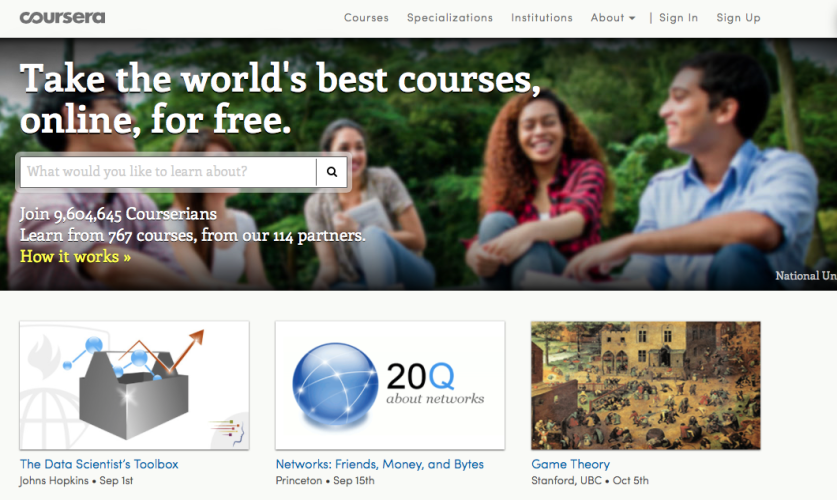 coursera
Courses Specializations Institutions About | Sign In Sign Up
Take the world's best courses,
online, for free.
What would you like to learn about?
Join 9,604,645 Courserians
Learn from 767 courses, from our 114 partners.
How it works »
National Un
20Q
about networks
The Data Scientist's Toolbox
Johns Hopkins • Sep 1st
Networks: Friends, Money, and Bytes
Princeton • Sep 15th
Game Theory
Stanford, UBC • Oct 5th